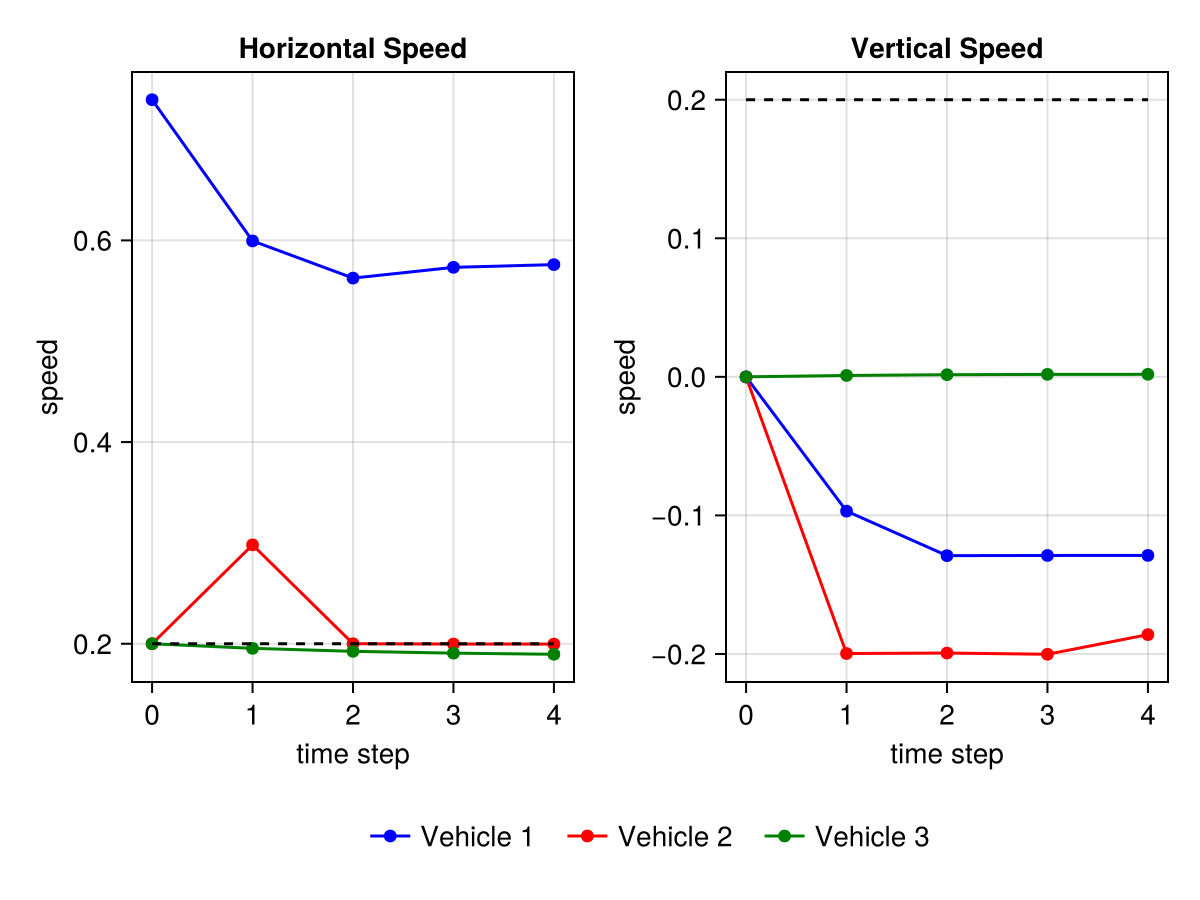 Horizontal Speed
speed
0.6
0.4
0.2
0 1 2 3 4
time step
Vertical Speed
speed
0.2
0.1
0.0
−0.1
−0.2
0 1 2 3 4
time step
Vehicle 1 Vehicle 2 Vehicle 3